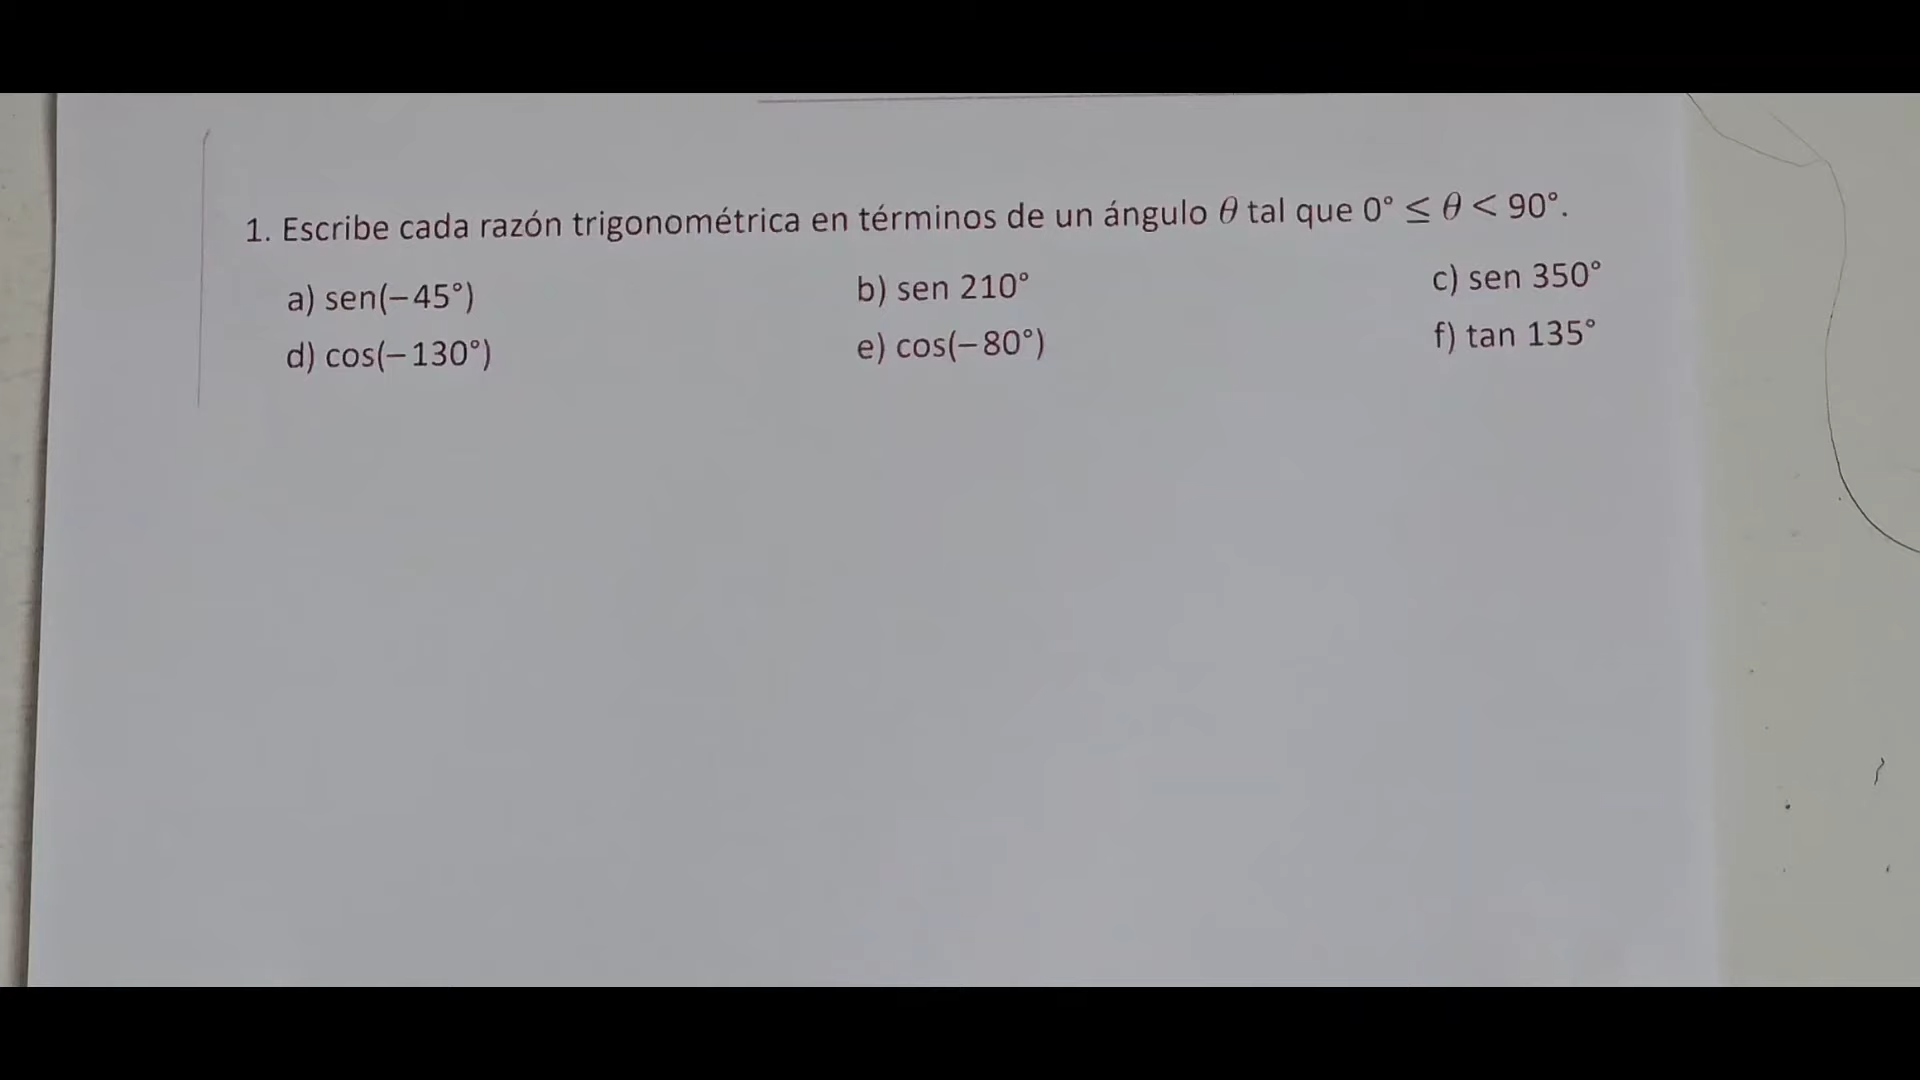 1. Escribe cada razón trigonométrica en términos de un ángulo θ tal que 0° ≤ θ < 90°.
a) sen(−45°) b) sen 210° c) sen 350°
d) cos(−130°) e) cos(−80°) f) tan 135°